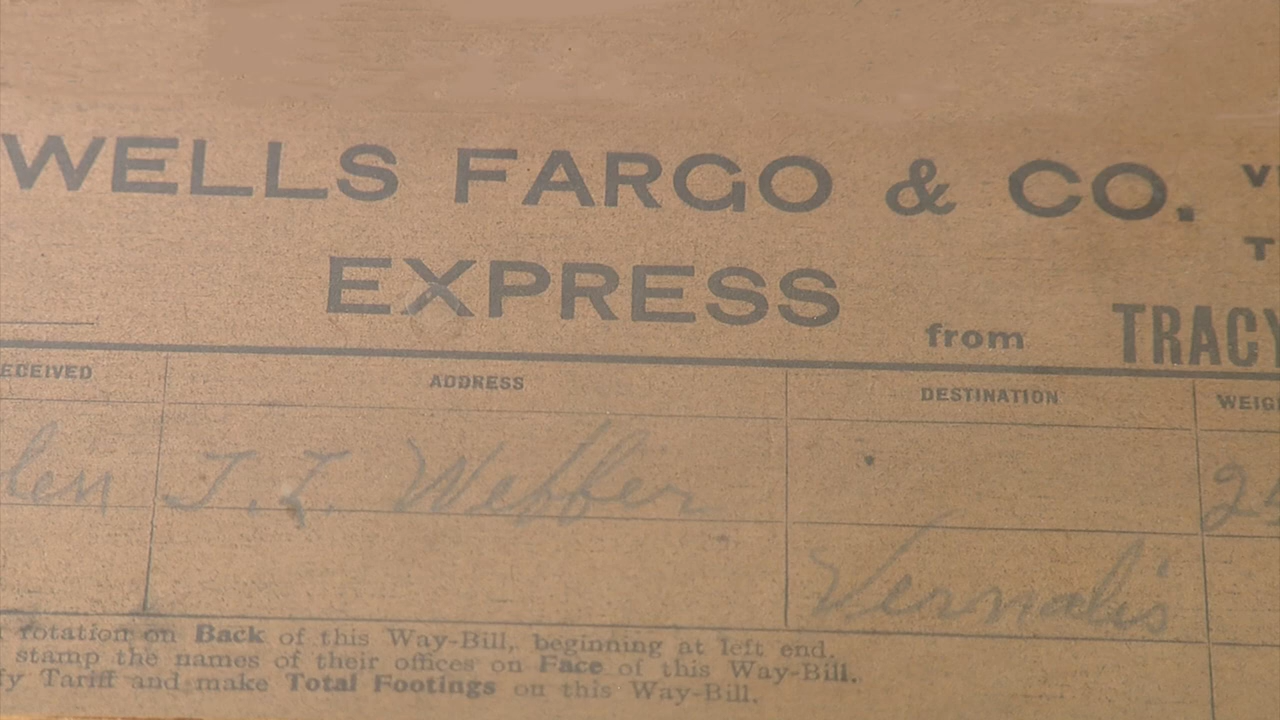 WELLS FARGO & CO.
EXPRESS from TRACY
ECEIVED ADDRESS DESTINATION WEIG
Vernalis
rotation on Back of this Way-Bill, beginning at left end.
stamp the names of their offices on Face of this Way-Bill.
fy Tariff and make Total Footings on this Way-Bill.